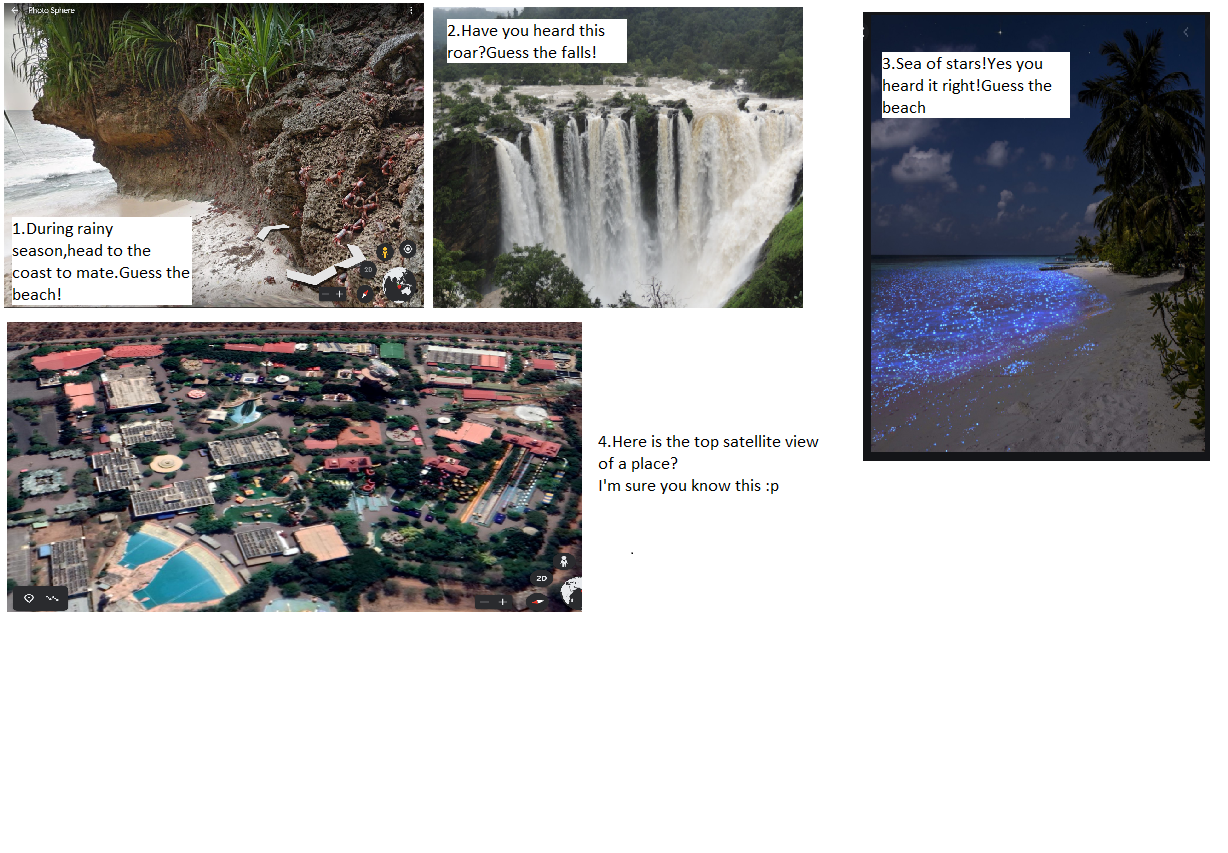 Photo Sphere
1.During rainy
season,head to the
coast to mate.Guess the
beach!
2D
2.Have you heard this
roar?Guess the falls!
3.Sea of stars!Yes you
heard it right!Guess the
beach
4.Here is the top satellite view
of a place?
I'm sure you know this :p
.
2D